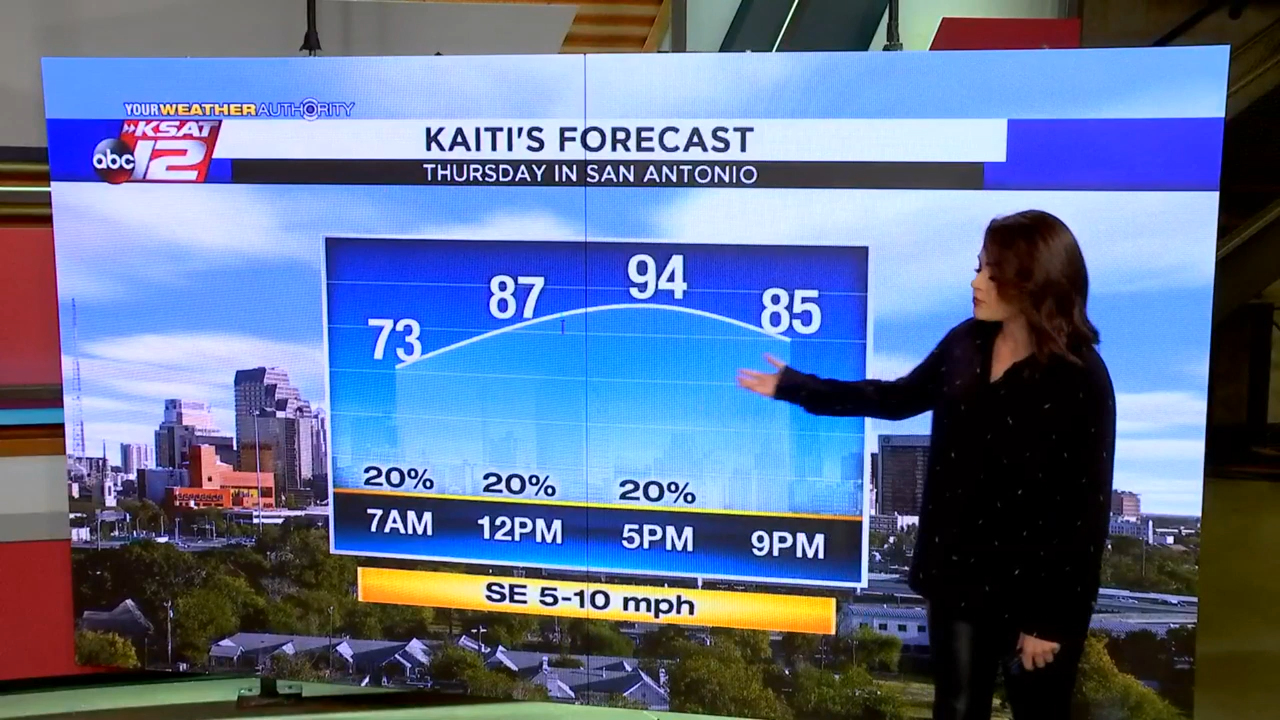 YOUR WEATHER AUTHORITY
KSAT
abc 12
KAITI'S FORECAST
THURSDAY IN SAN ANTONIO
73 87 94 85
20% 20% 20%
7AM 12PM 5PM 9PM
SE 5-10 mph